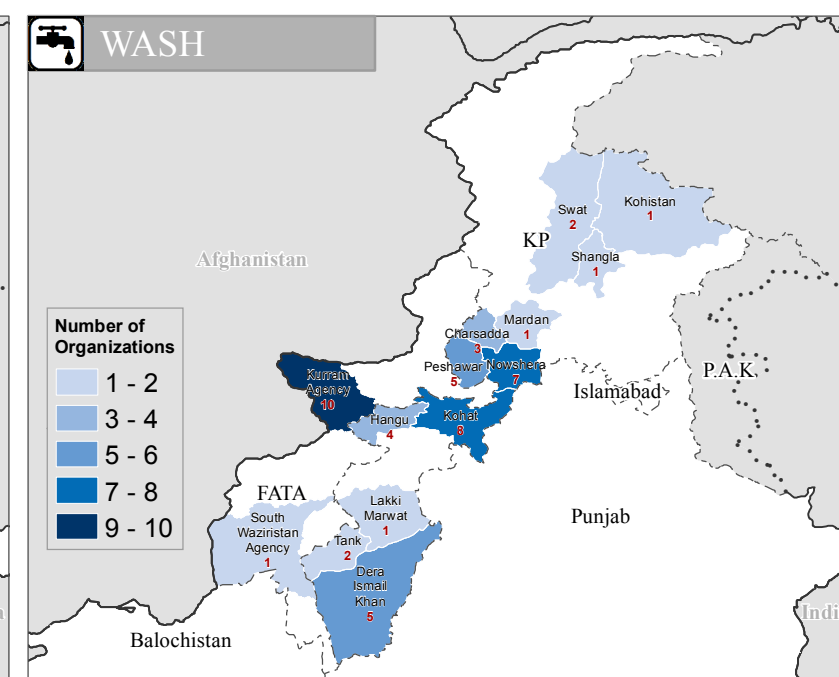 WASH
Afghanistan
KP
Swat
2
Kohistan
1
Shangla
1
Number of
Organizations
1 - 2
3 - 4
5 - 6
7 - 8
9 - 10
Mardan
1
Charsadda
3
Peshawar
5
Nowshera
7
Islamabad
P.A.K.
Kurram
Agency
10
Hangu
4
Kohat
8
FATA
Punjab
South
Waziristan
Agency
1
Lakki
Marwat
1
Tank
2
Dera
Ismail
Khan
5
Balochistan
Indi
a